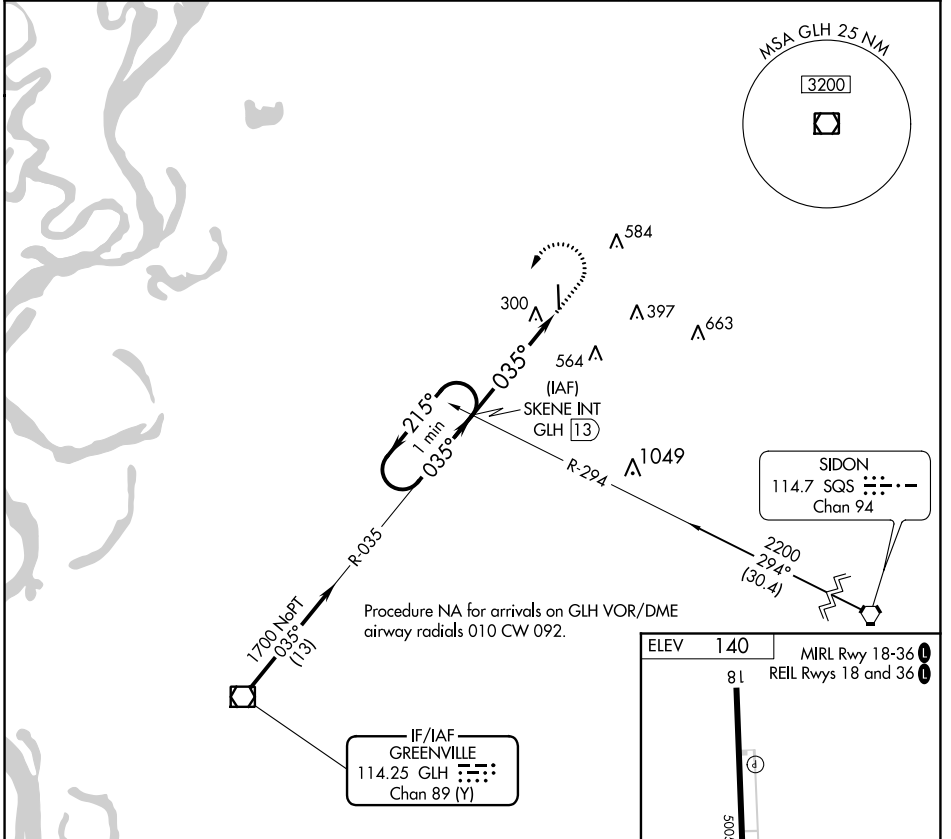 MSA GLH 25 NM
3200
584
300
397
663
564
035°
(IAF)
SKENE INT
GLH 13
215°
1 min
035°
1049
R-294
SIDON
114.7 SQS
Chan 94
R-035
2200
294°
(30.4)
1700 NoPT
035°
(13)
Procedure NA for arrivals on GLH VOR/DME
airway radials 010 CW 092.
IF/IAF
GREENVILLE
114.25 GLH
Chan 89 (Y)
ELEV 140
MIRL Rwy 18-36 L
REIL Rwys 18 and 36 L
18
P